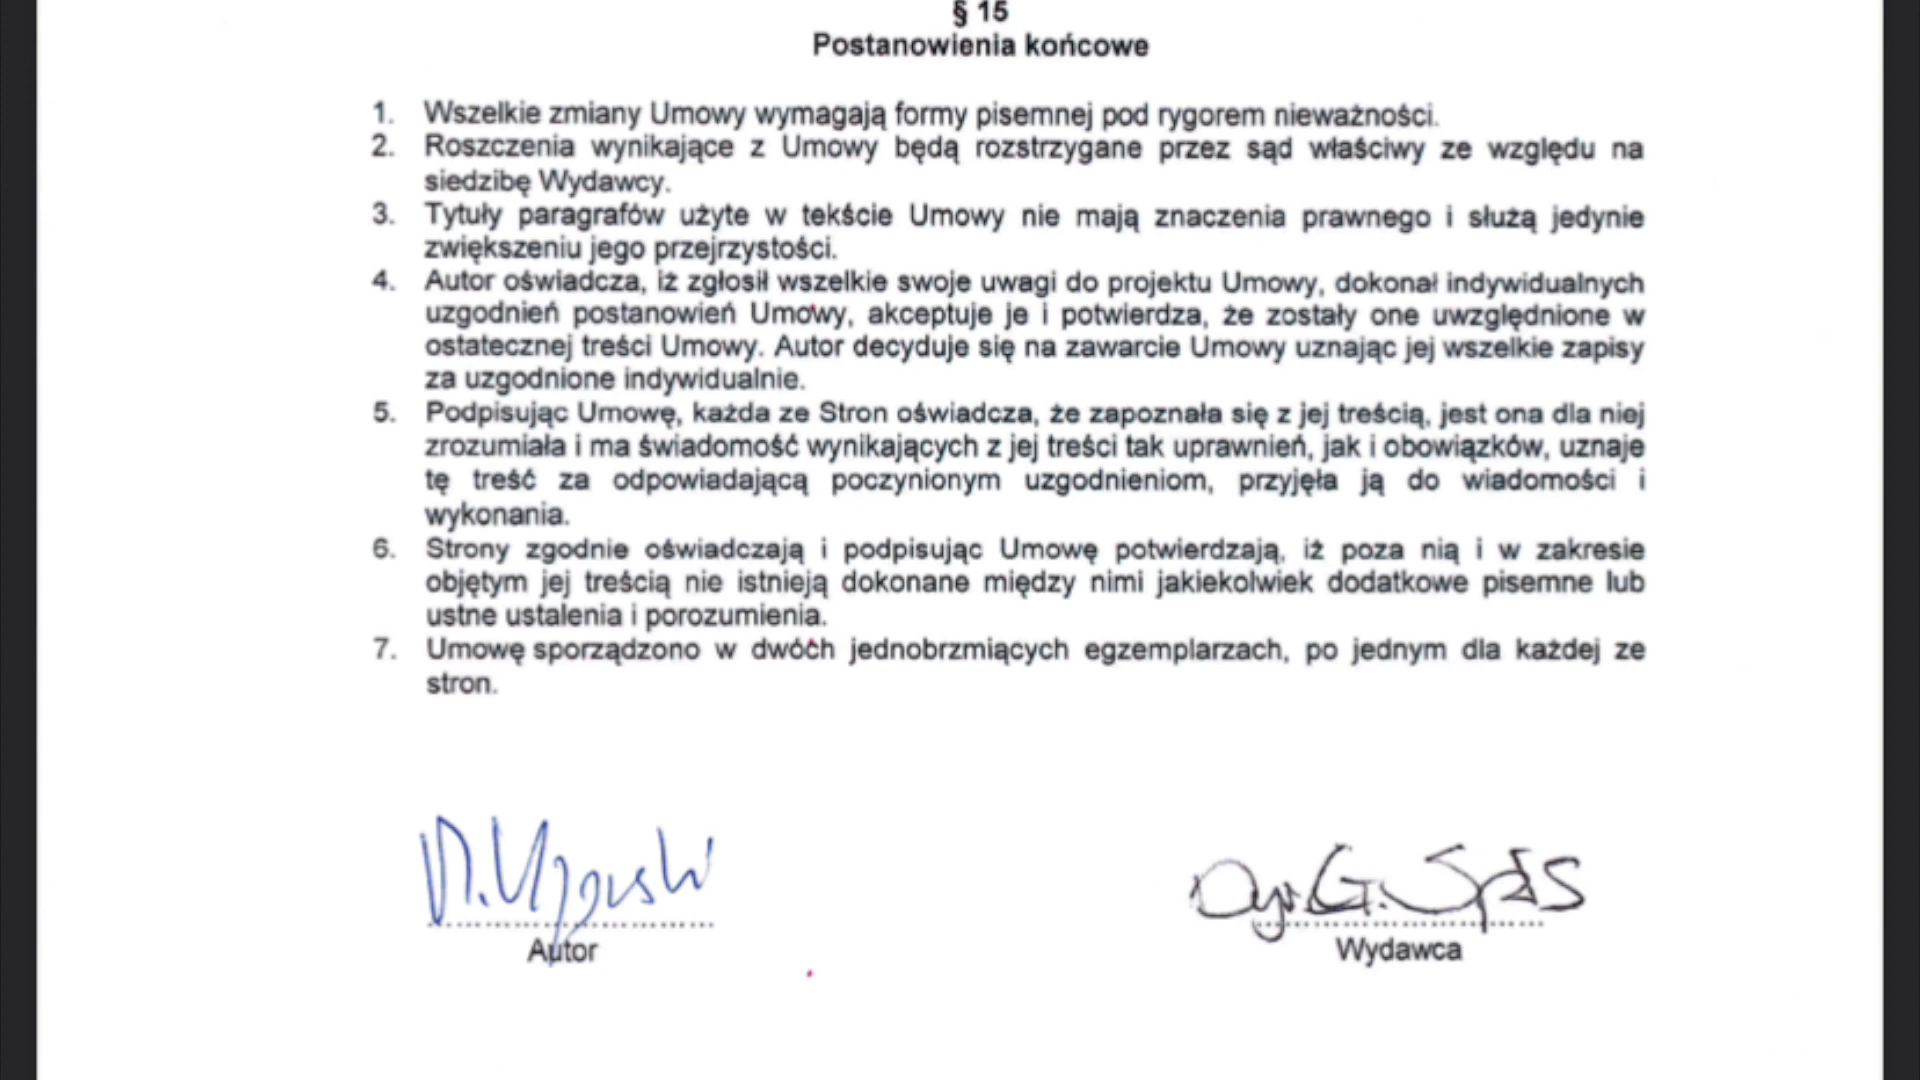 § 15
Postanowienia końcowe
1. Wszelkie zmiany Umowy wymagają formy pisemnej pod rygorem nieważności.
2. Roszczenia wynikające z Umowy będą rozstrzygane przez sąd właściwy ze względu na
siedzibę Wydawcy.
3. Tytuły paragrafów użyte w tekście Umowy nie mają znaczenia prawnego i służą jedynie
zwiększeniu jego przejrzystości.
4. Autor oświadcza, iż zgłosił wszelkie swoje uwagi do projektu Umowy, dokonał indywidualnych
uzgodnień postanowień Umowy, akceptuje je i potwierdza, że zostały one uwzględnione w
ostatecznej treści Umowy. Autor decyduje się na zawarcie Umowy uznając jej wszelkie zapisy
za uzgodnione indywidualnie.
5. Podpisując Umowę, każda ze Stron oświadcza, że zapoznała się z jej treścią, jest ona dla niej
zrozumiała i ma świadomość wynikających z jej treści tak uprawnień, jak i obowiązków, uznaje
tę treść za odpowiadającą poczynionym uzgodnieniom, przyjęła ją do wiadomości i
wykonania.
6. Strony zgodnie oświadczają i podpisując Umowę potwierdzają, iż poza nią i w zakresie
objętym jej treścią nie istnieją dokonane między nimi jakiekolwiek dodatkowe pisemne lub
ustne ustalenia i porozumienia.
7. Umowę sporządzono w dwóch jednobrzmiących egzemplarzach, po jednym dla każdej ze
stron.
Autor
Wydawca